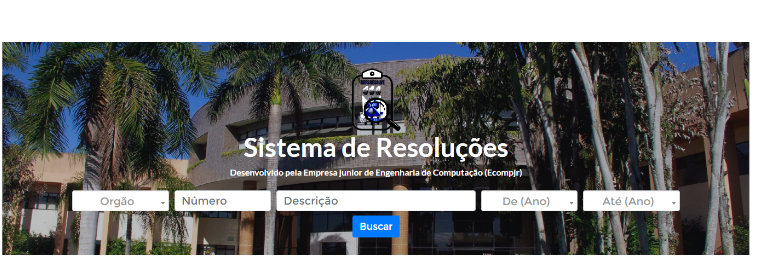 Sistema de Resoluções
Desenvolvido pela Empresa junior de Engenharia de Computação (Ecompjr)
Orgão Número Descrição De (Ano) Até (Ano)
Buscar